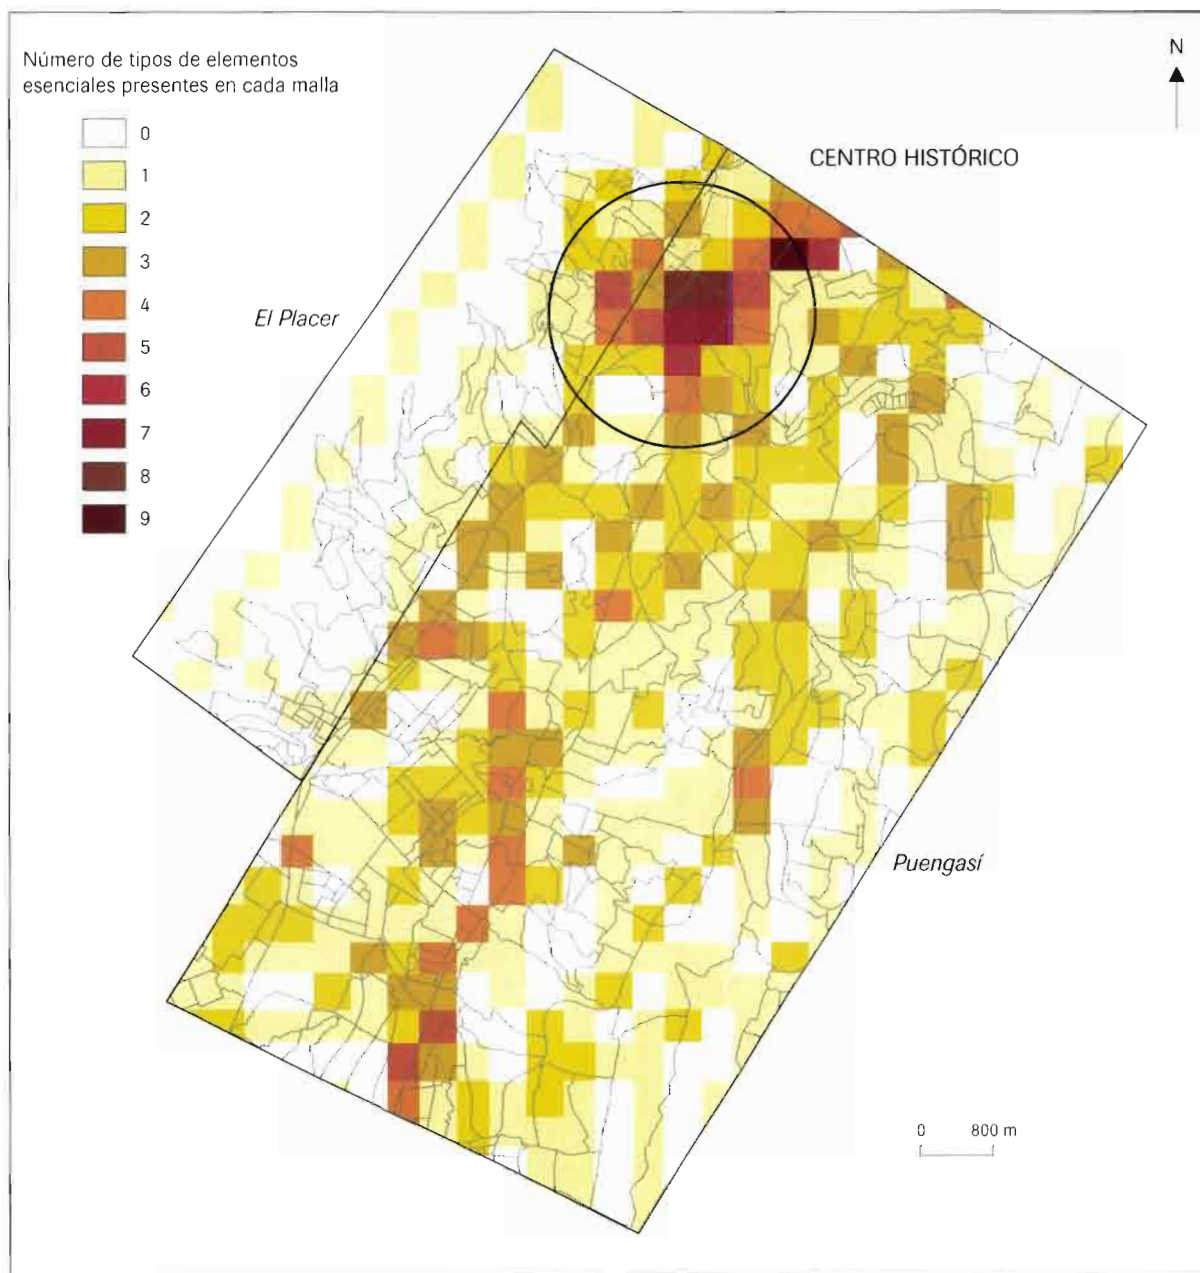 Número de tipos de elementos
esenciales presentes en cada malla
0
1
2
3
4
5
6
7
8
9
N
CENTRO HISTÓRICO
El Placer
Puengasí
0 800 m